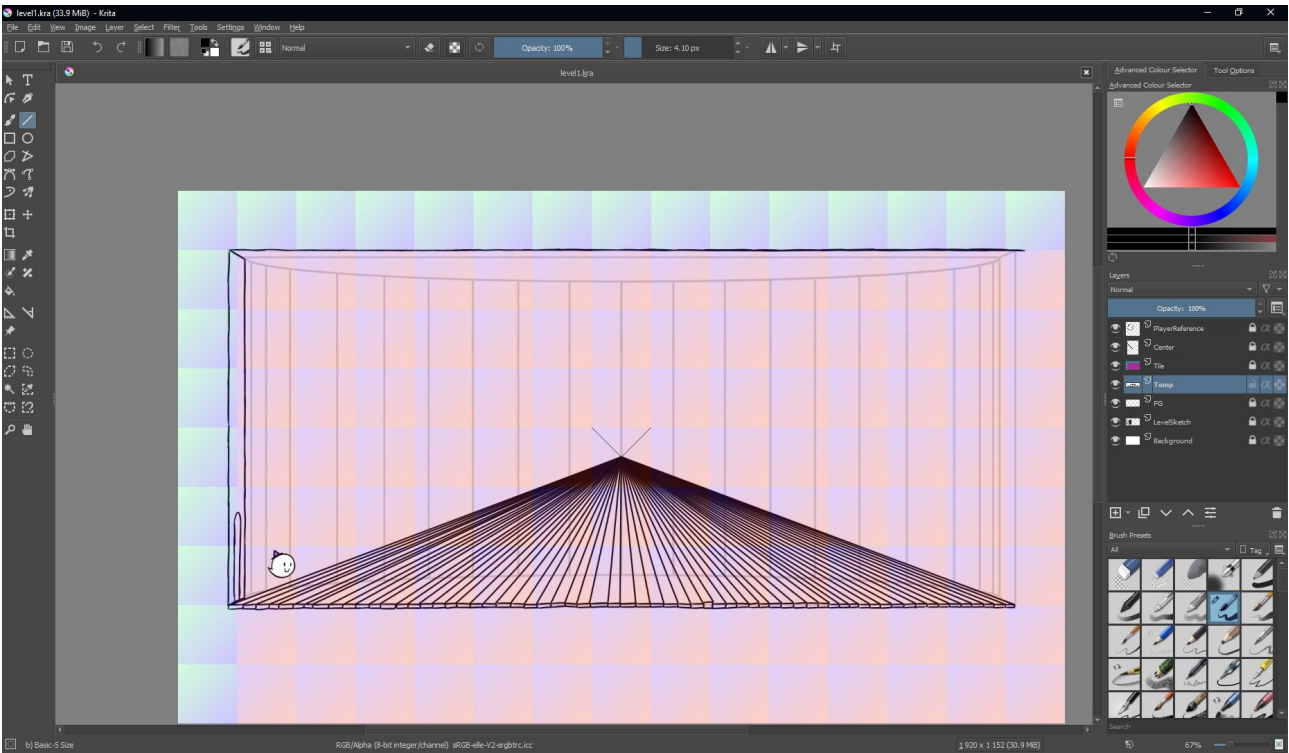 level1.kra (33.9 MiB) - Krita
File Edit View Image Layer Select Filter Tools Settings Window Help
Normal Opacity: 100% Size: 4.10 px
level1.kra
Advanced Colour Selector Tool Options
Advanced Colour Selector
Layers
Normal
Opacity: 100%
PlayerReference
Center
Tile
Temp
FG
LevelSketch
Background
Brush Presets
All Tag
Search
b) Basic-5 Size RGB/Alpha (8-bit integer/channel) sRGB-elle-V2-srgbtrc.icc 1 920 x 1 152 (30.9 MiB) 67%